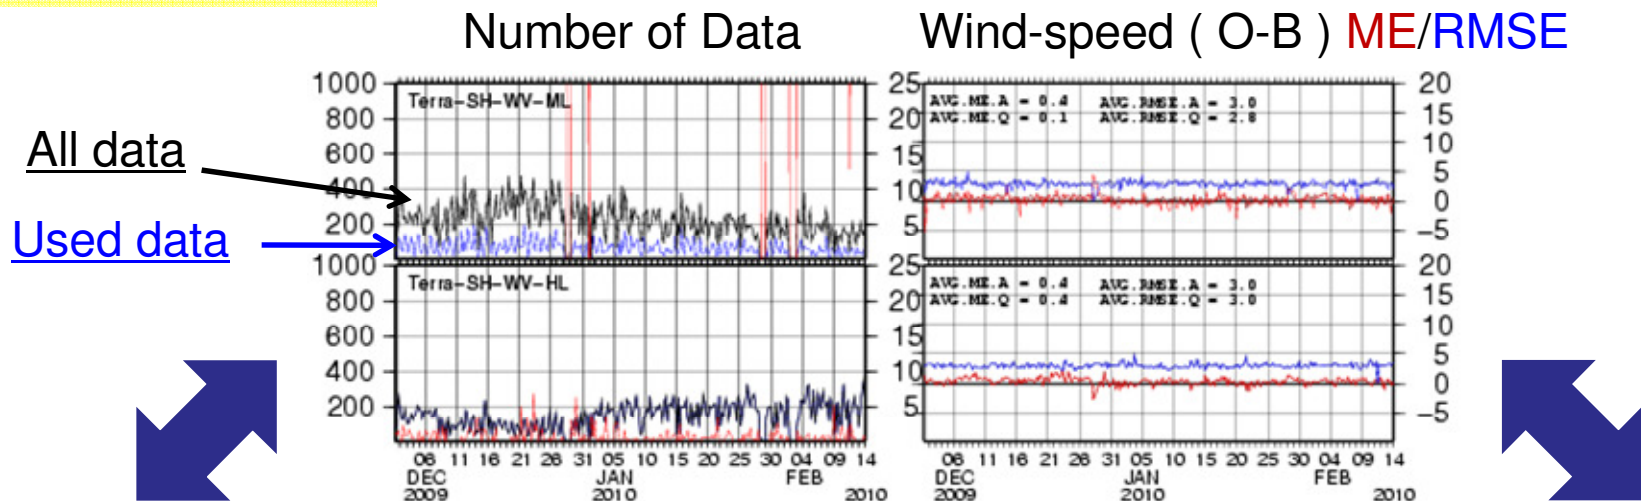 Number of Data
Wind-speed ( O-B ) ME/RMSE
All data
Used data
1000
800
600
400
200
Terra-SH-WV-ML
25
20
15
10
5
AVG.ME.A = 0.4 AVG.RMSE.A = 3.0
AVG.ME.Q = 0.1 AVG.RMSE.Q = 2.8
20
15
10
5
0
-5
1000
800
600
400
200
Terra-SH-WV-HL
25
20
15
10
5
AVG.ME.A = 0.4 AVG.RMSE.A = 3.0
AVG.ME.Q = 0.4 AVG.RMSE.Q = 3.0
20
15
10
5
0
-5
06 11 16 21 26 31 05 10 15 20 25 30 04 09 14
DEC JAN FEB
2009 2010 2010
06 11 16 21 26 31 05 10 15 20 25 30 04 09 14
DEC JAN FEB
2009 2010 2010